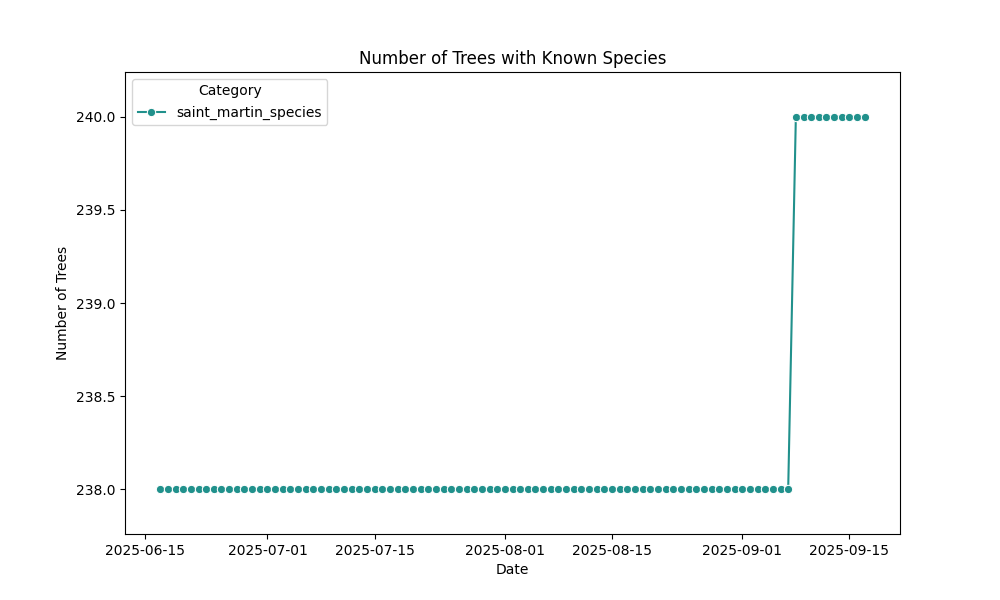 Number of Trees with Known Species
Category
saint_martin_species
240.0
239.5
239.0
238.5
238.0
Number of Trees
2025-06-15
2025-07-01
2025-07-15
2025-08-01
2025-08-15
2025-09-01
2025-09-15
Date